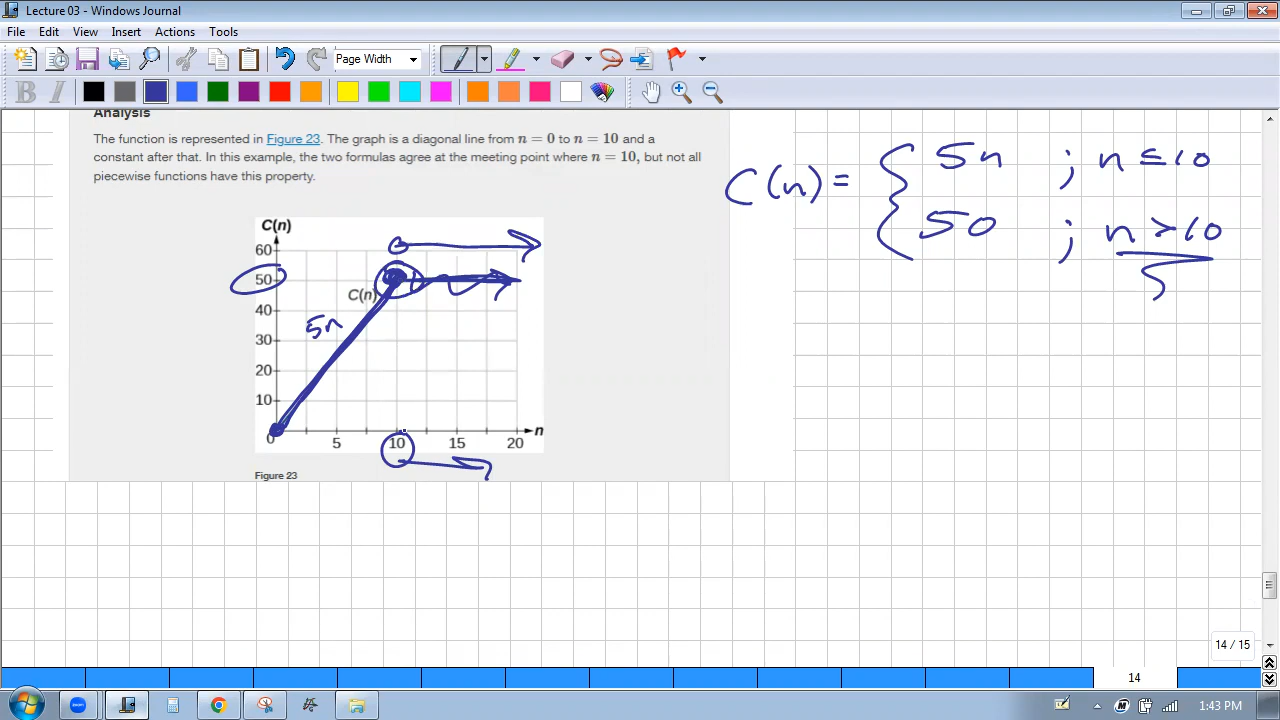 Lecture 03 - Windows Journal
File Edit View Insert Actions Tools
Page Width
B I
Analysis
The function is represented in Figure 23. The graph is a diagonal line from n = 0 to n = 10 and a
constant after that. In this example, the two formulas agree at the meeting point where n = 10, but not all
piecewise functions have this property.
C(n) = { 5n ; n ≤ 10
50 ; n > 10
C(n)
60
50
C(n)
40
5n
30
20
10
0 5 10 15 20 n
Figure 23
14 / 15
14
1:43 PM